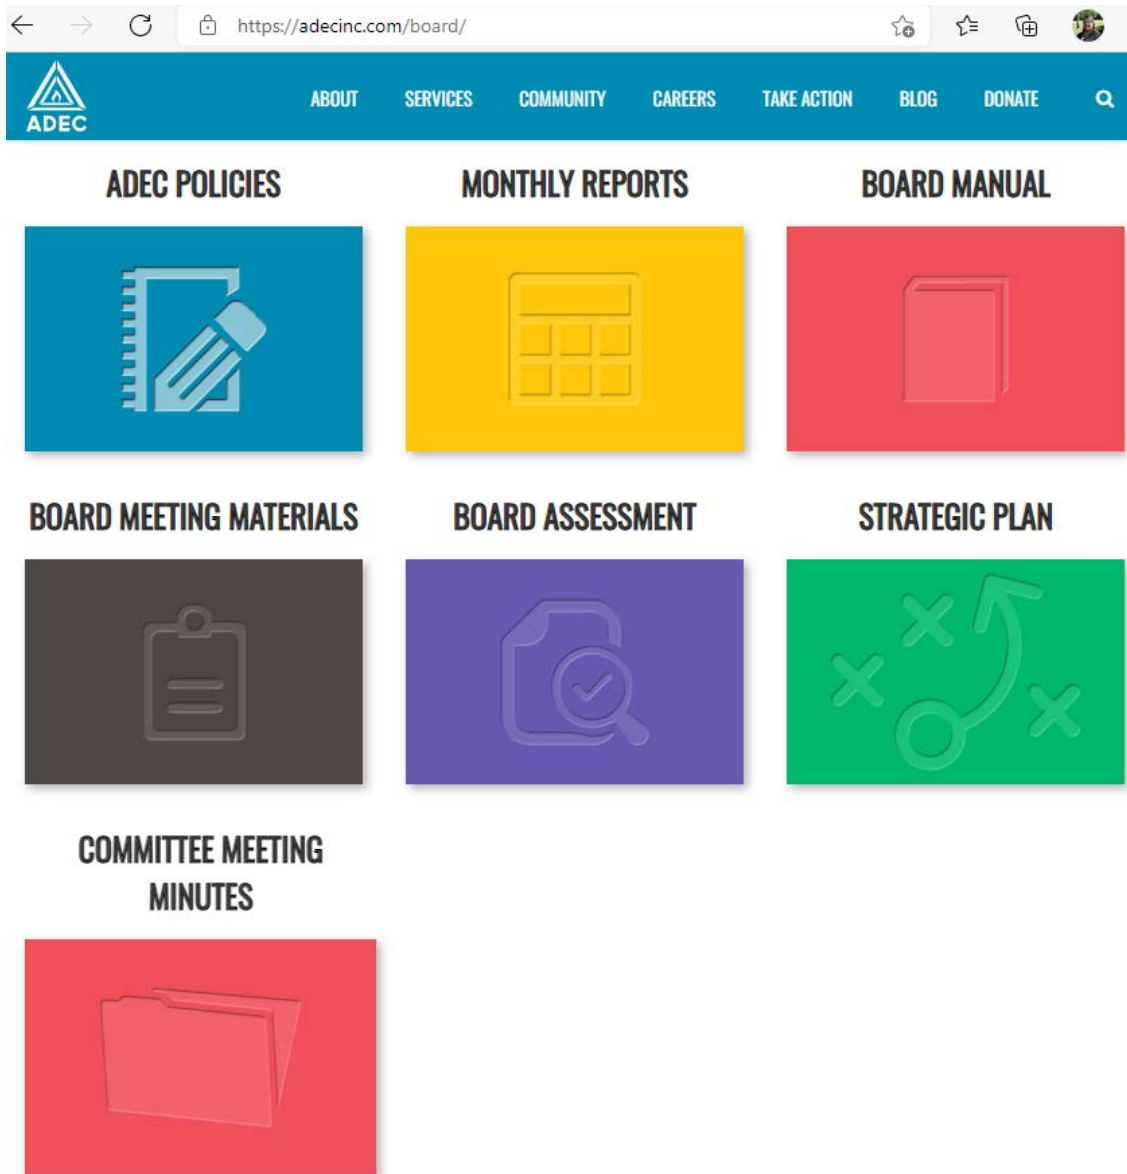 https://adecinc.com/board/
ADEC
ABOUT SERVICES COMMUNITY CAREERS TAKE ACTION BLOG DONATE
ADEC POLICIES
MONTHLY REPORTS
BOARD MANUAL
BOARD MEETING MATERIALS
BOARD ASSESSMENT
STRATEGIC PLAN
COMMITTEE MEETING
MINUTES